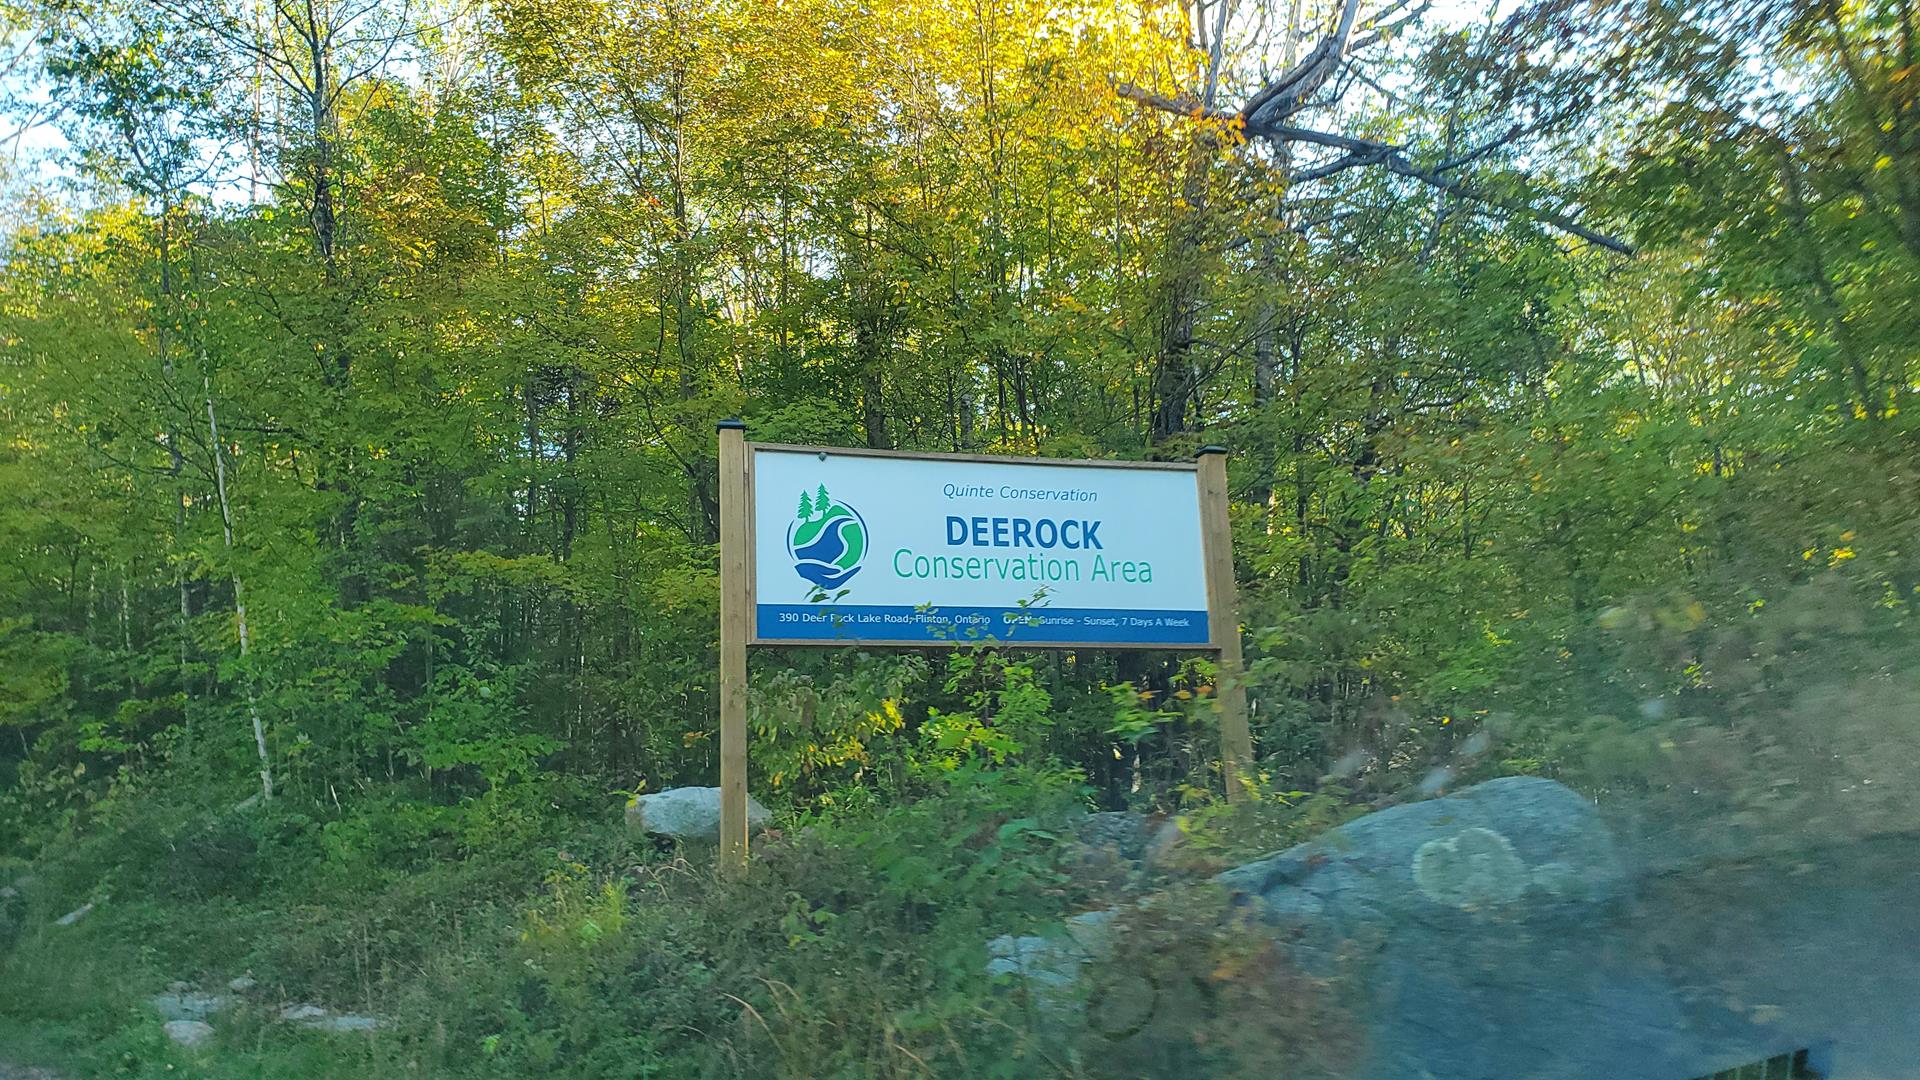 Quinte Conservation
DEEROCK
Conservation Area
390 Deer Rock Lake Road, Flinton, Ontario OPEN: Sunrise - Sunset, 7 Days A Week